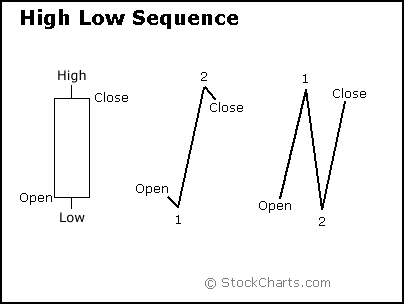 High Low Sequence
High
Close
Open
Low
2
Close
Open
1
1
Close
Open
2
© StockCharts.com